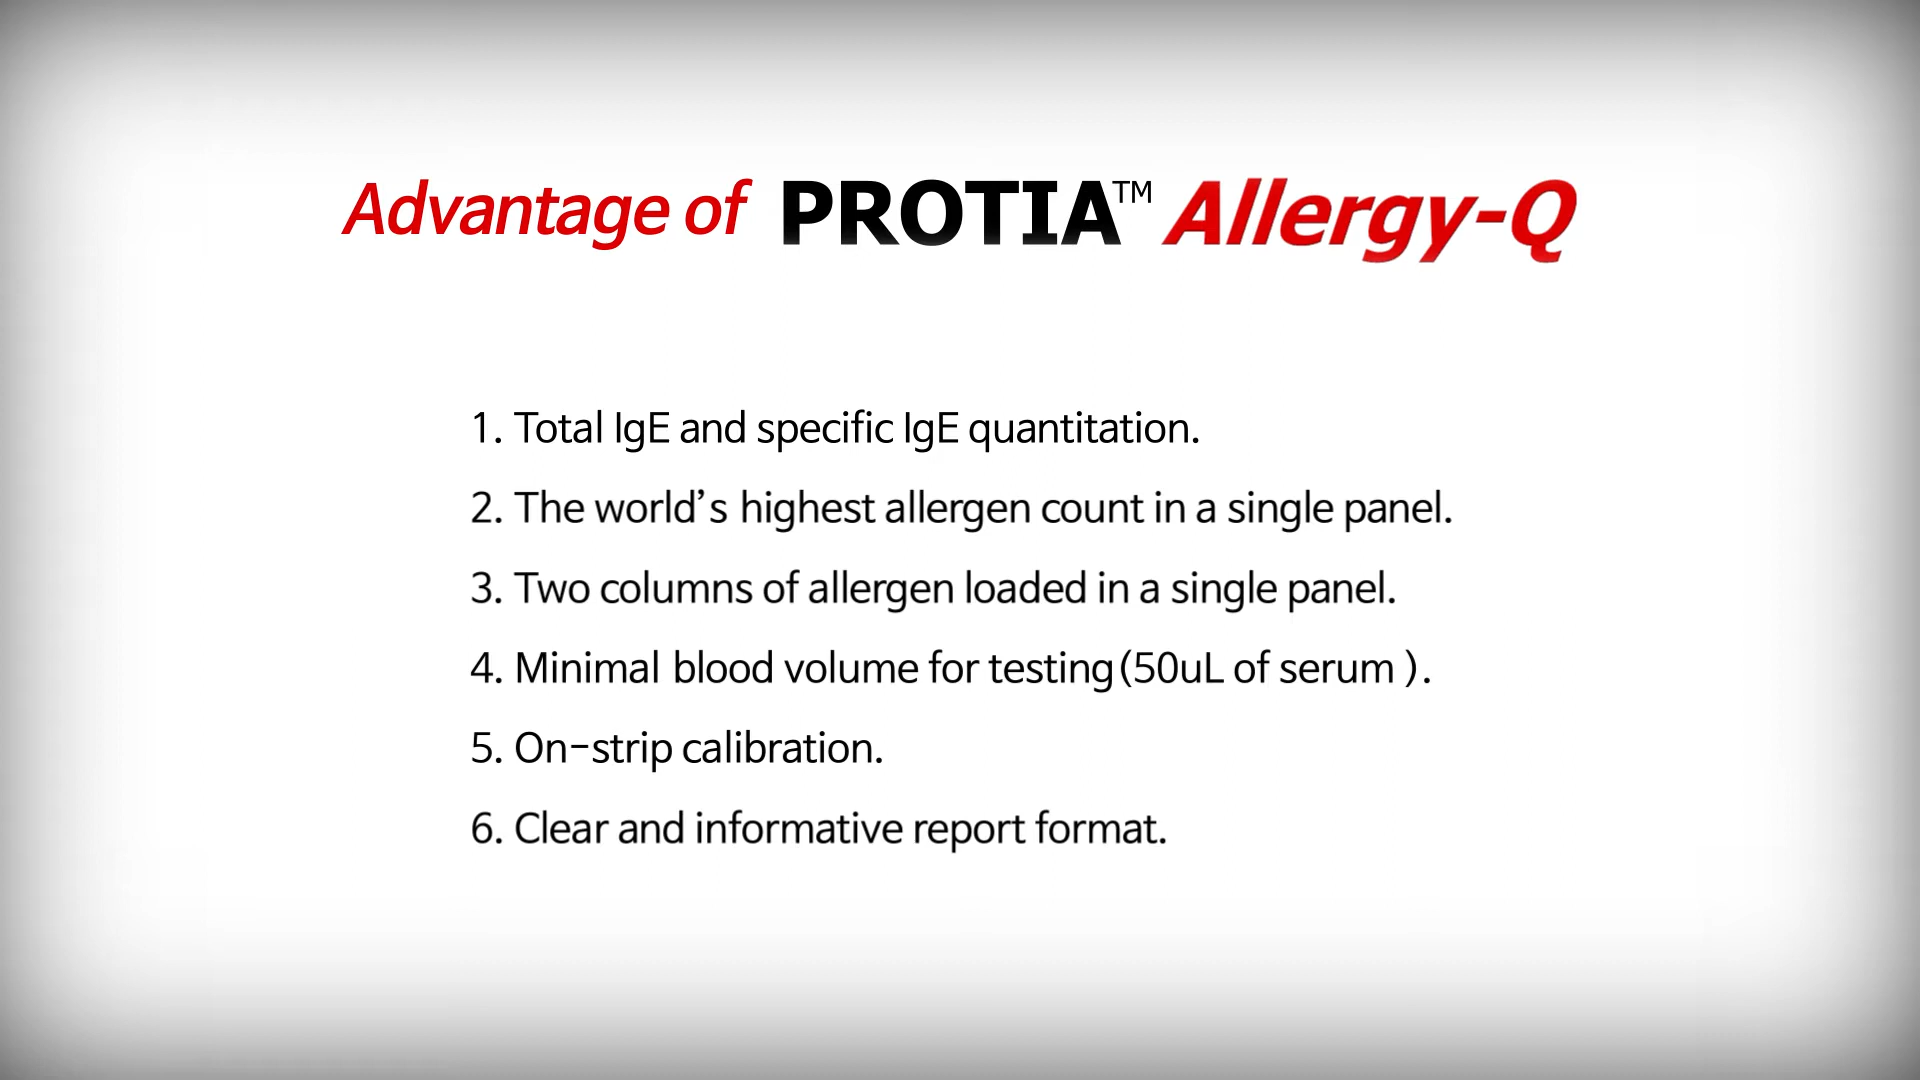 Advantage of PROTIA™ Allergy-Q
1. Total IgE and specific IgE quantitation.
2. The world's highest allergen count in a single panel.
3. Two columns of allergen loaded in a single panel.
4. Minimal blood volume for testing(50uL of serum ).
5. On-strip calibration.
6. Clear and informative report format.